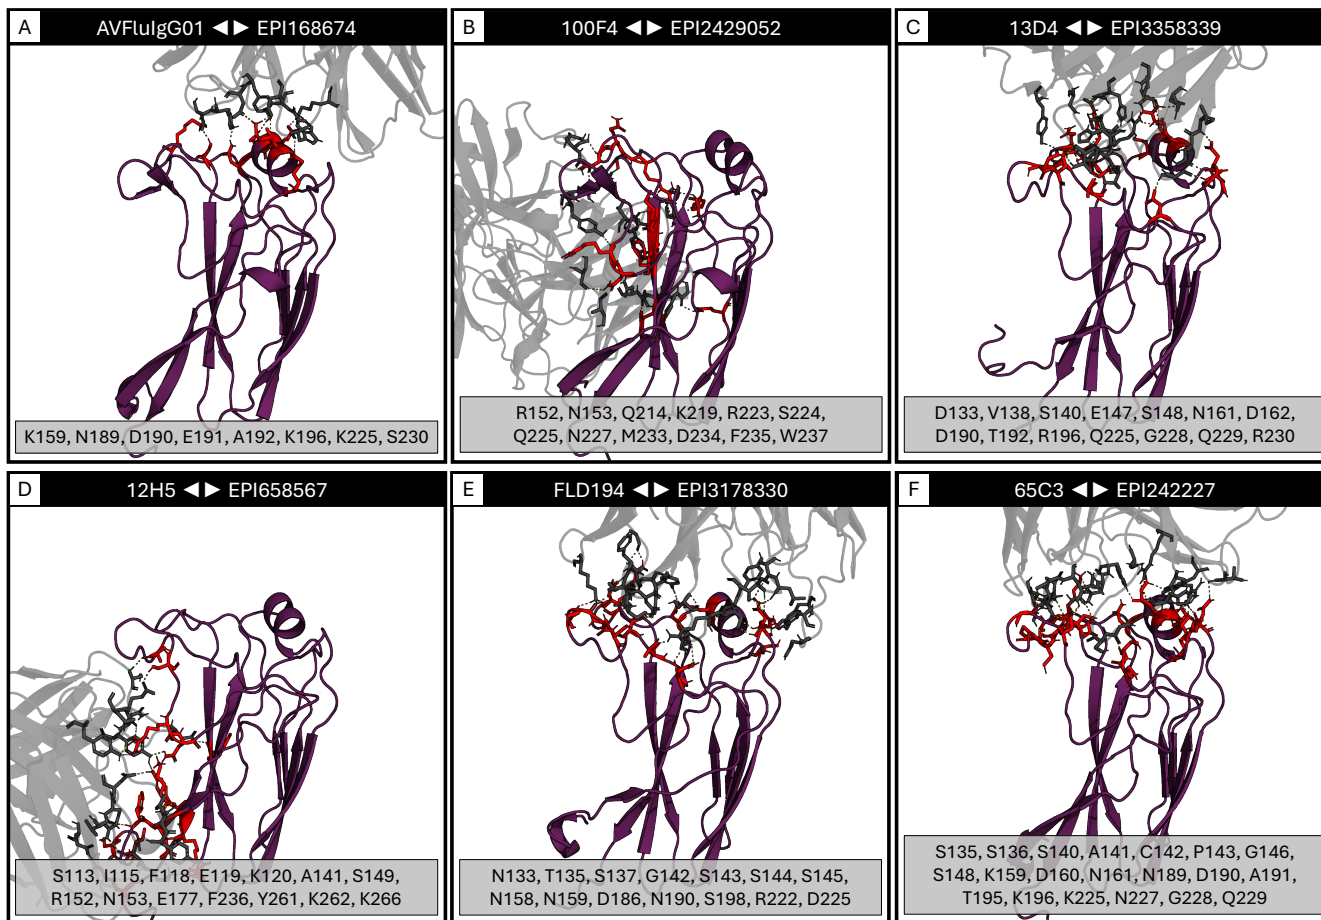 A
AVFluIgG01 ◀ ▶ EPI168674
K159, N189, D190, E191, A192, K196, K225, S230
B
100F4 ◀ ▶ EPI2429052
R152, N153, Q214, K219, R223, S224,
Q225, N227, M233, D234, F235, W237
C
13D4 ◀ ▶ EPI3358339
D133, V138, S140, E147, S148, N161, D162,
D190, T192, R196, Q225, G228, Q229, R230
D
12H5 ◀ ▶ EPI658567
S113, I115, F118, E119, K120, A141, S149,
R152, N153, E177, F236, Y261, K262, K266
E
FLD194 ◀ ▶ EPI3178330
N133, T135, S137, G142, S143, S144, S145,
N158, N159, D186, N190, S198, R222, D225
F
65C3 ◀ ▶ EPI242227
S135, S136, S140, A141, C142, P143, G146,
S148, K159, D160, N161, N189, D190, A191,
T195, K196, K225, N227, G228, Q229